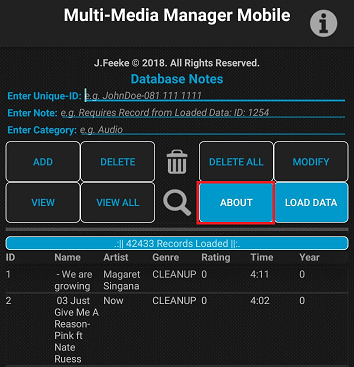 Multi-Media Manager Mobile
J.Feeke © 2018. All Rights Reserved.
Database Notes
Enter Unique-ID: e.g. JohnDoe-081 111 1111
Enter Note: e.g. Requires Record from Loaded Data: ID: 1254
Enter Category: e.g. Audio
ADD DELETE DELETE ALL MODIFY
VIEW VIEW ALL ABOUT LOAD DATA
.:|| 42433 Records Loaded ||:.
ID Name Artist Genre Rating Time Year
1 - We are Magaret CLEANUP 0 4:11 0
growing Singana
2 03 Just Now CLEANUP 0 4:02 0
Give Me A
Reason-
Pink ft
Nate
Ruess